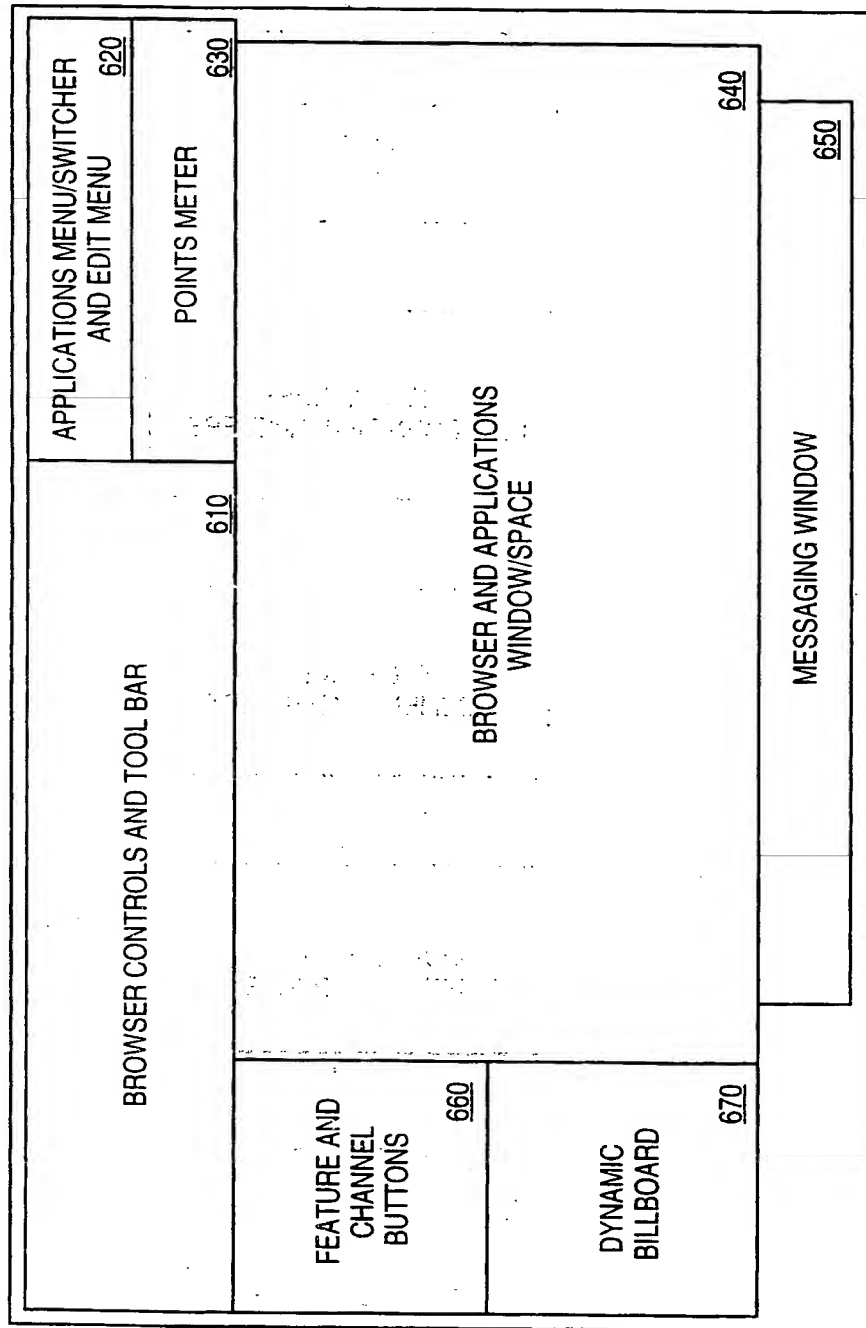 BROWSER CONTROLS AND TOOL BAR
610
APPLICATIONS MENU/SWITCHER
AND EDIT MENU
620
POINTS METER
630
FEATURE AND
CHANNEL
BUTTONS
660
DYNAMIC
BILLBOARD
670
BROWSER AND APPLICATIONS
WINDOW/SPACE
640
MESSAGING WINDOW
650